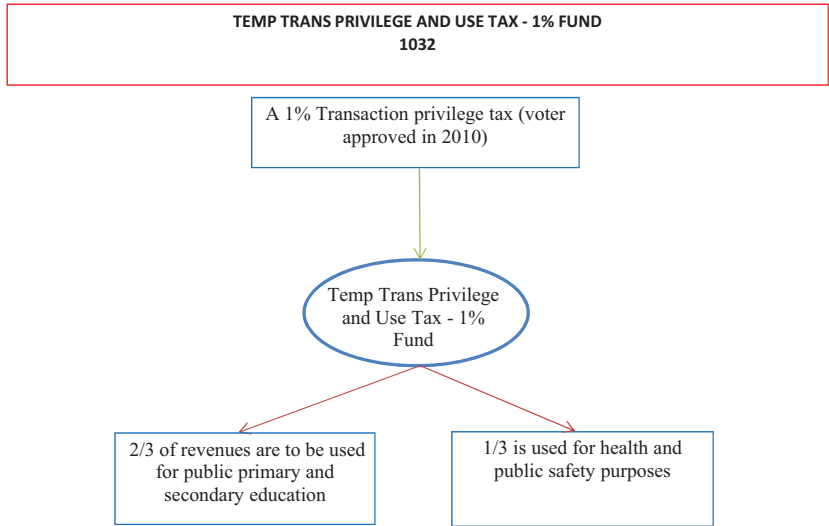 TEMP TRANS PRIVILEGE AND USE TAX - 1% FUND
1032
A 1% Transaction privilege tax (voter
approved in 2010)
Temp Trans Privilege
and Use Tax - 1%
Fund
2/3 of revenues are to be used
for public primary and
secondary education
1/3 is used for health and
public safety purposes